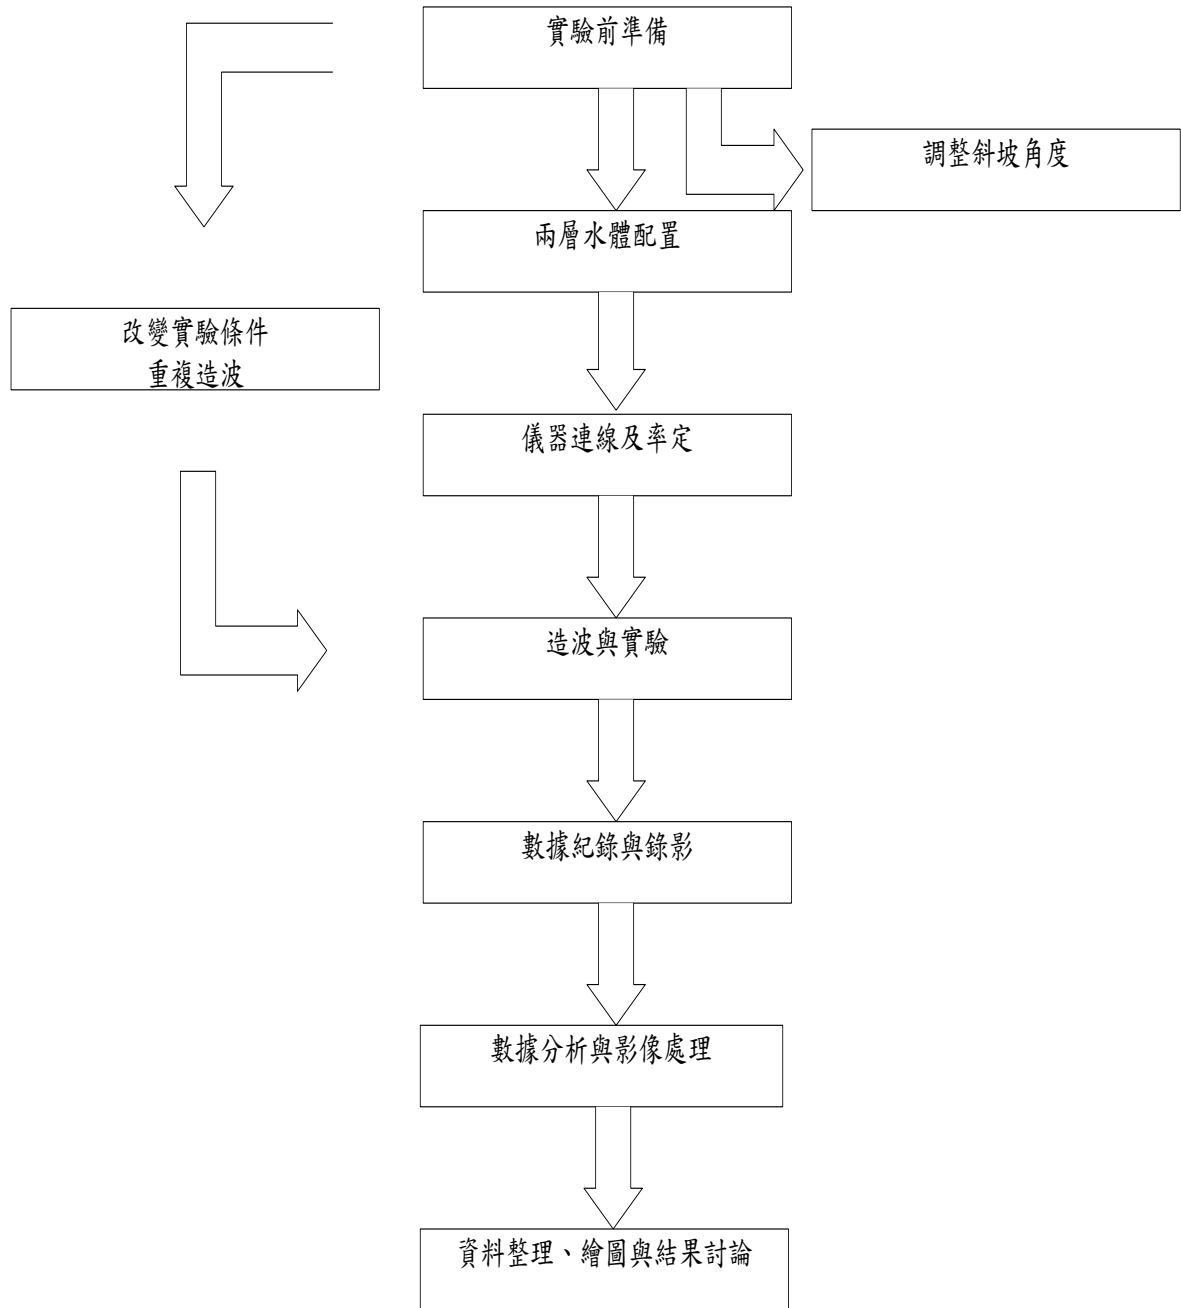 實驗前準備
調整斜坡角度
兩層水體配置
改變實驗條件
重複造波
儀器連線及率定
造波與實驗
數據紀錄與錄影
數據分析與影像處理
資料整理、繪圖與結果討論